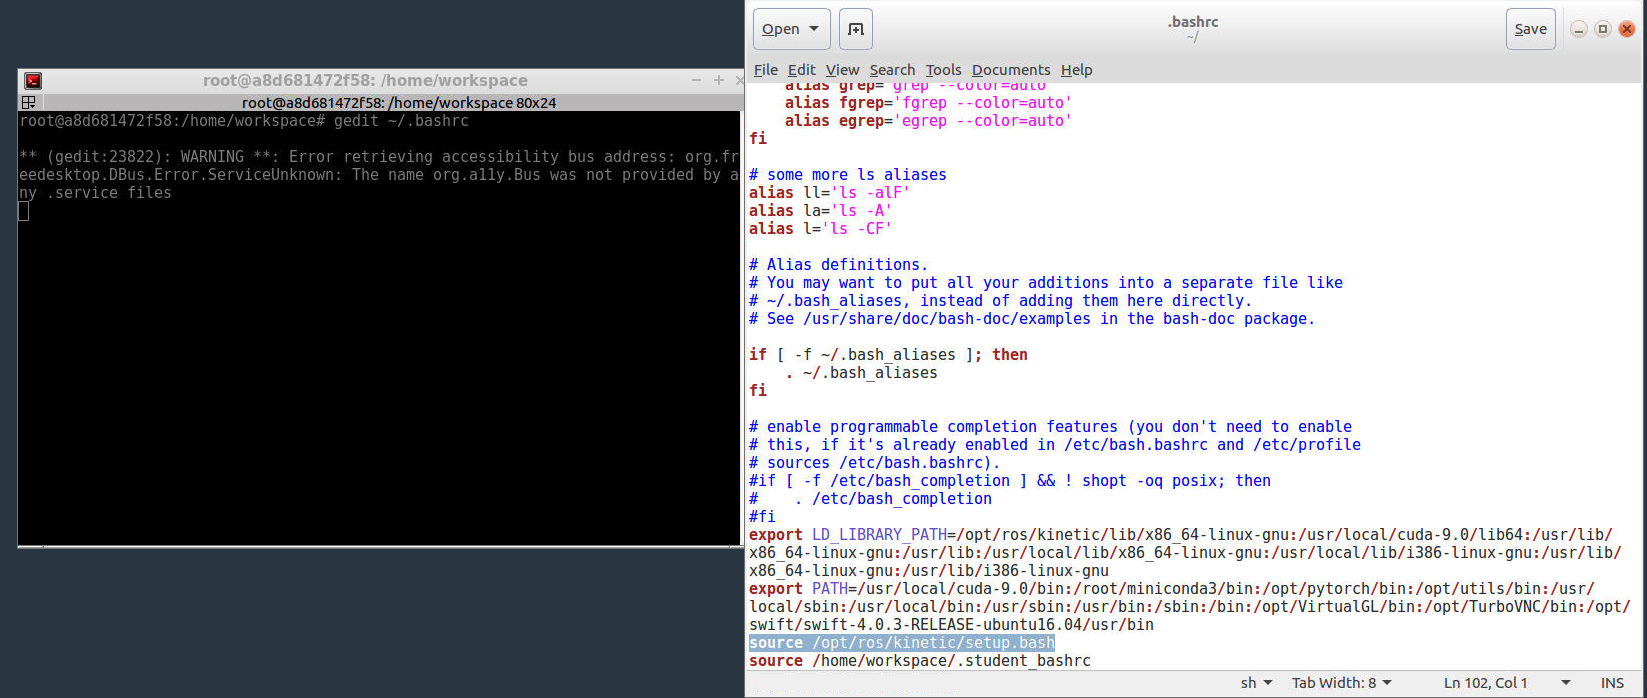 root@a8d681472f58: /home/workspace
root@a8d681472f58: /home/workspace 80x24
root@a8d681472f58:/home/workspace# gedit ~/.bashrc
** (gedit:23822): WARNING **: Error retrieving accessibility bus address: org.fr
eedesktop.DBus.Error.ServiceUnknown: The name org.a11y.Bus was not provided by a
ny .service files
Open
.bashrc
~/
Save
File Edit View Search Tools Documents Help
alias grep='grep --color=auto'
alias fgrep='fgrep --color=auto'
alias egrep='egrep --color=auto'
fi
# some more ls aliases
alias ll='ls -alF'
alias la='ls -A'
alias l='ls -CF'
# Alias definitions.
# You may want to put all your additions into a separate file like
# ~/.bash_aliases, instead of adding them here directly.
# See /usr/share/doc/bash-doc/examples in the bash-doc package.
if [ -f ~/.bash_aliases ]; then
. ~/.bash_aliases
fi
# enable programmable completion features (you don't need to enable
# this, if it's already enabled in /etc/bash.bashrc and /etc/profile
# sources /etc/bash.bashrc).
#if [ -f /etc/bash_completion ] && ! shopt -oq posix; then
#    . /etc/bash_completion
#fi
export LD_LIBRARY_PATH=/opt/ros/kinetic/lib/x86_64-linux-gnu:/usr/local/cuda-9.0/lib64:/usr/lib/
x86_64-linux-gnu:/usr/lib:/usr/local/lib/x86_64-linux-gnu:/usr/local/lib/i386-linux-gnu:/usr/lib/
x86_64-linux-gnu:/usr/lib/i386-linux-gnu
export PATH=/usr/local/cuda-9.0/bin:/root/miniconda3/bin:/opt/pytorch/bin:/opt/utils/bin:/usr/
local/sbin:/usr/local/bin:/usr/sbin:/usr/bin:/sbin:/bin:/opt/VirtualGL/bin:/opt/TurboVNC/bin:/opt/
swift/swift-4.0.3-RELEASE-ubuntu16.04/usr/bin
source /opt/ros/kinetic/setup.bash
source /home/workspace/.student_bashrc
sh Tab Width: 8 Ln 102, Col 1 INS